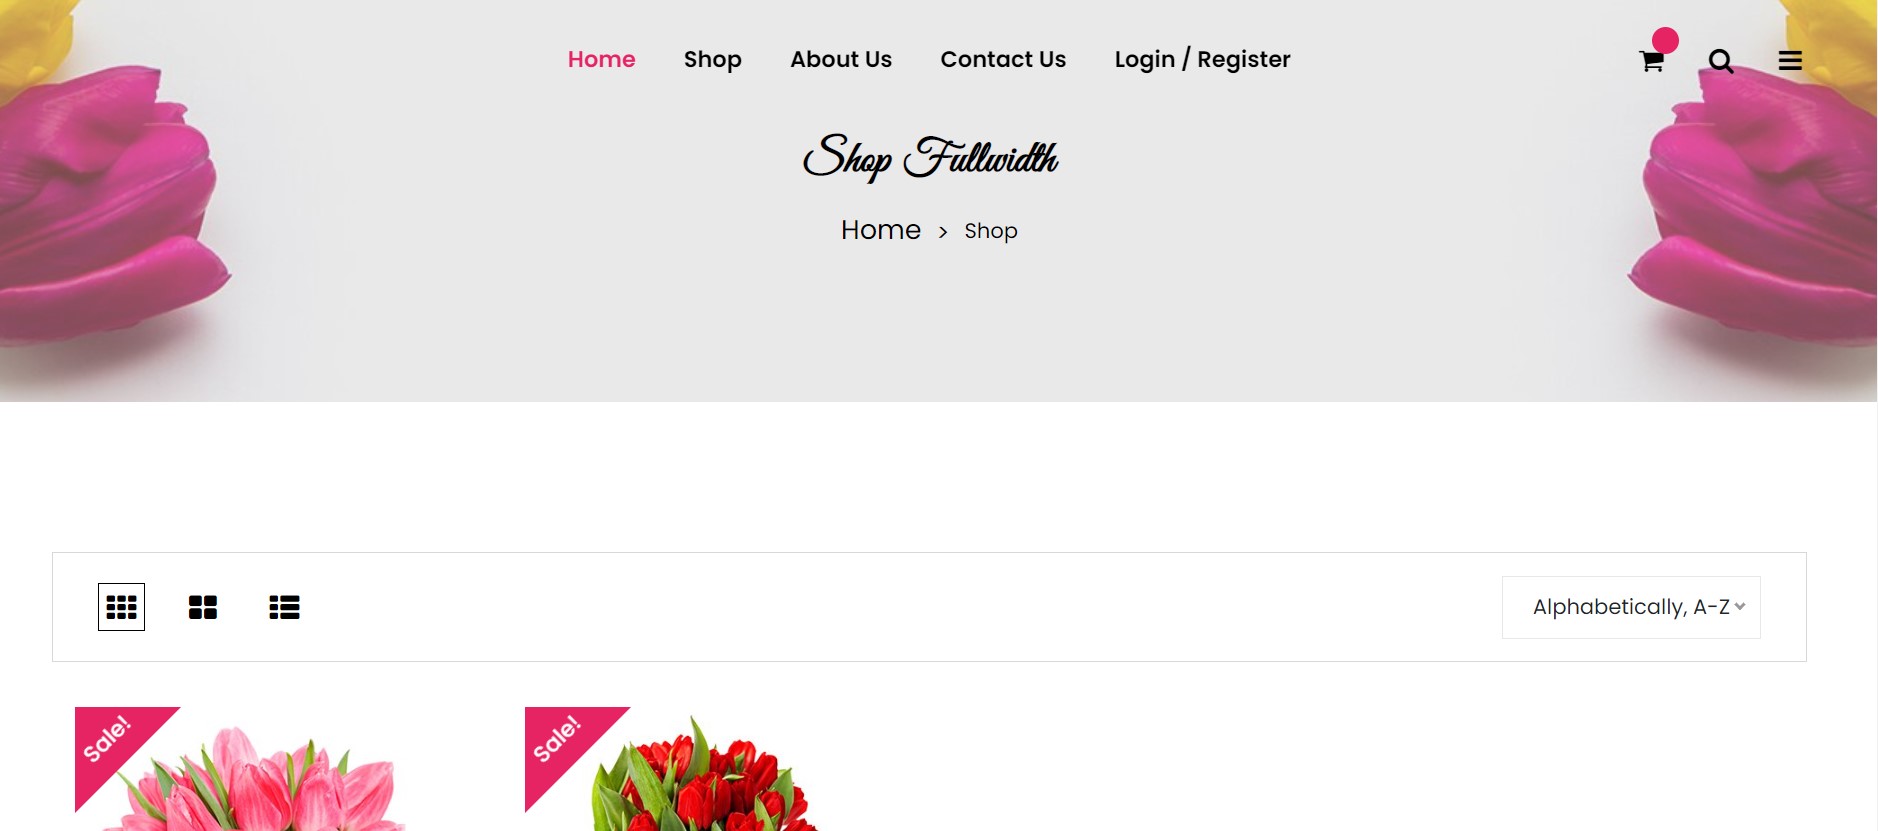 Home Shop About Us Contact Us Login / Register
Shop Fullwidth
Home > Shop
Alphabetically, A-Z
Sale! Sale!